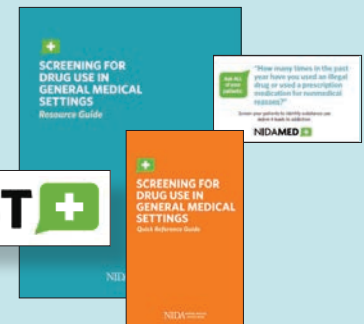 SCREENING FOR
DRUG USE IN
GENERAL MEDICAL
SETTINGS
Resource Guide
NID
Ask ALL
of your
patients:
"How many times in the past
year have you used an illegal
drug or used a prescription
medication for nonmedical
reasons?"
Screen your patients to identify substance use
before it leads to addiction.
NIDAMED
T
SCREENING FOR
DRUG USE IN
GENERAL MEDICAL
SETTINGS
Quick Reference Guide
NIDA